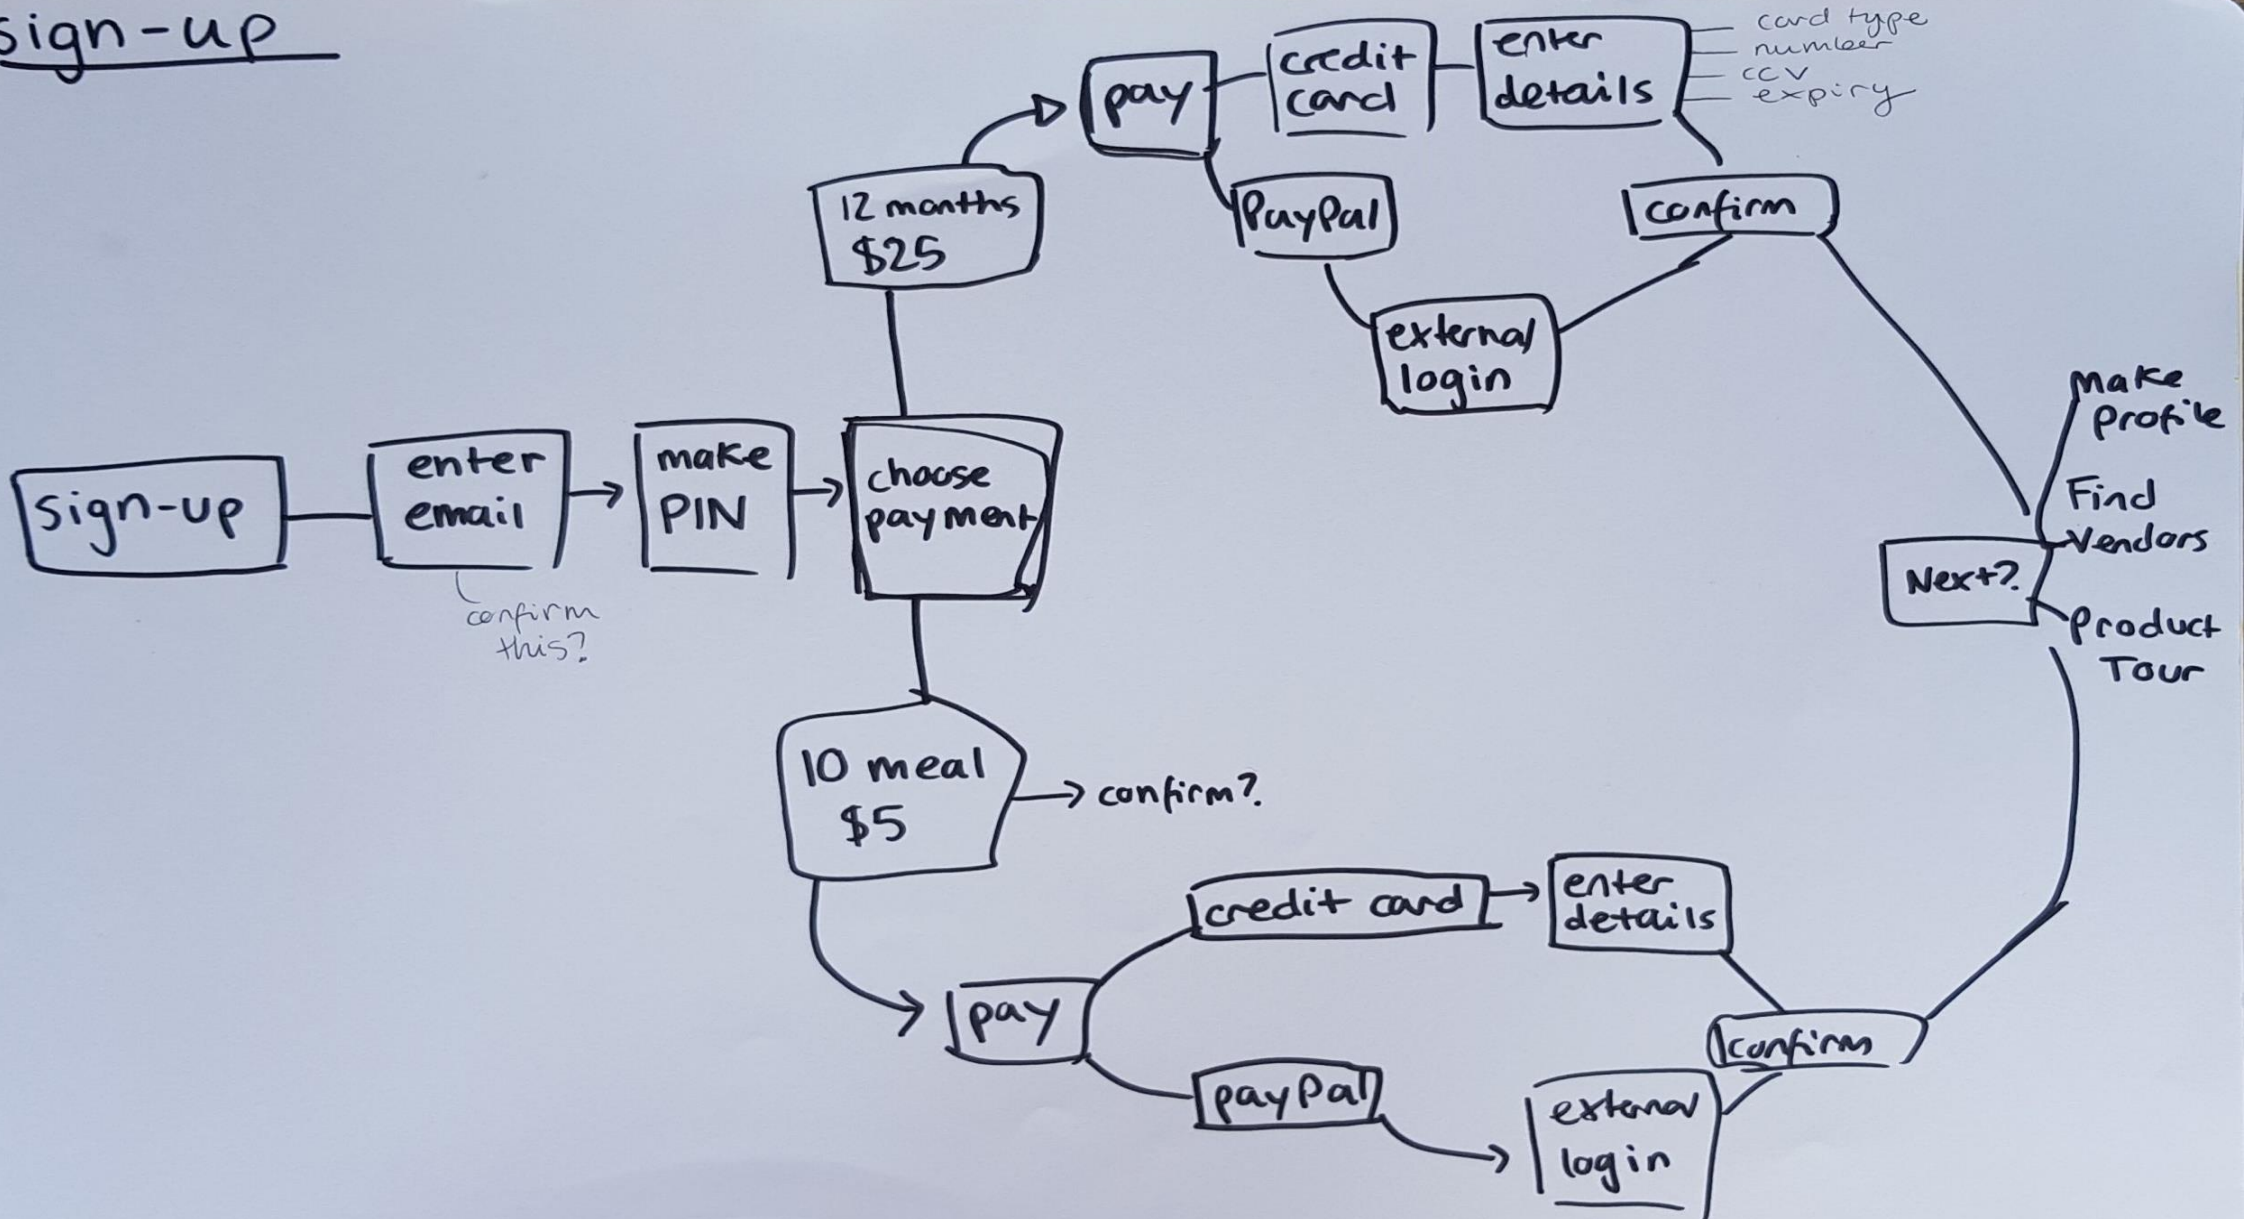 sign-up
pay
credit
card
enter
details
card type
number
ccv
expiry
12 months
$25
PayPal
confirm
external
login
sign-up
enter
email
confirm
this?
make
PIN
choose
payment
Make
Profile
Find
Vendors
Next?
Product
Tour
10 meal
$5
confirm?
credit card
enter
details
pay
confirm
payPal
external
login